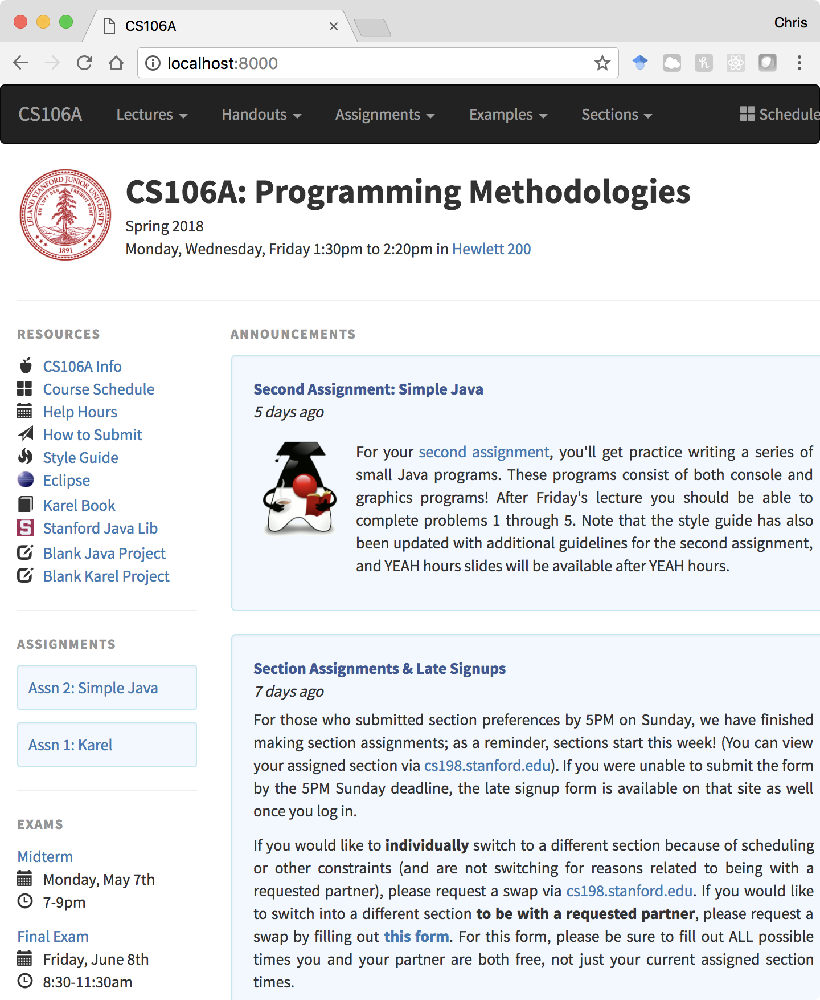 CS106A
Chris
localhost:8000
CS106A Lectures Handouts Assignments Examples Sections Schedule
LELAND STANFORD JUNIOR UNIVERSITY
DIE LUFT DER FREIHEIT WEHT
1891
CS106A: Programming Methodologies
Spring 2018
Monday, Wednesday, Friday 1:30pm to 2:20pm in Hewlett 200
RESOURCES
CS106A Info
Course Schedule
Help Hours
How to Submit
Style Guide
Eclipse
Karel Book
S Stanford Java Lib
Blank Java Project
Blank Karel Project
ASSIGNMENTS
Assn 2: Simple Java
Assn 1: Karel
EXAMS
Midterm
Monday, May 7th
7-9pm
Final Exam
Friday, June 8th
8:30-11:30am
ANNOUNCEMENTS
Second Assignment: Simple Java
5 days ago
For your second assignment, you'll get practice writing a series of
small Java programs. These programs consist of both console and
graphics programs! After Friday's lecture you should be able to
complete problems 1 through 5. Note that the style guide has also
been updated with additional guidelines for the second assignment,
and YEAH hours slides will be available after YEAH hours.
Section Assignments & Late Signups
7 days ago
For those who submitted section preferences by 5PM on Sunday, we have finished
making section assignments; as a reminder, sections start this week! (You can view
your assigned section via cs198.stanford.edu). If you were unable to submit the form
by the 5PM Sunday deadline, the late signup form is available on that site as well
once you log in.
If you would like to individually switch to a different section because of scheduling
or other constraints (and are not switching for reasons related to being with a
requested partner), please request a swap via cs198.stanford.edu. If you would like
to switch into a different section to be with a requested partner, please request a
swap by filling out this form. For this form, please be sure to fill out ALL possible
times you and your partner are both free, not just your current assigned section
times.